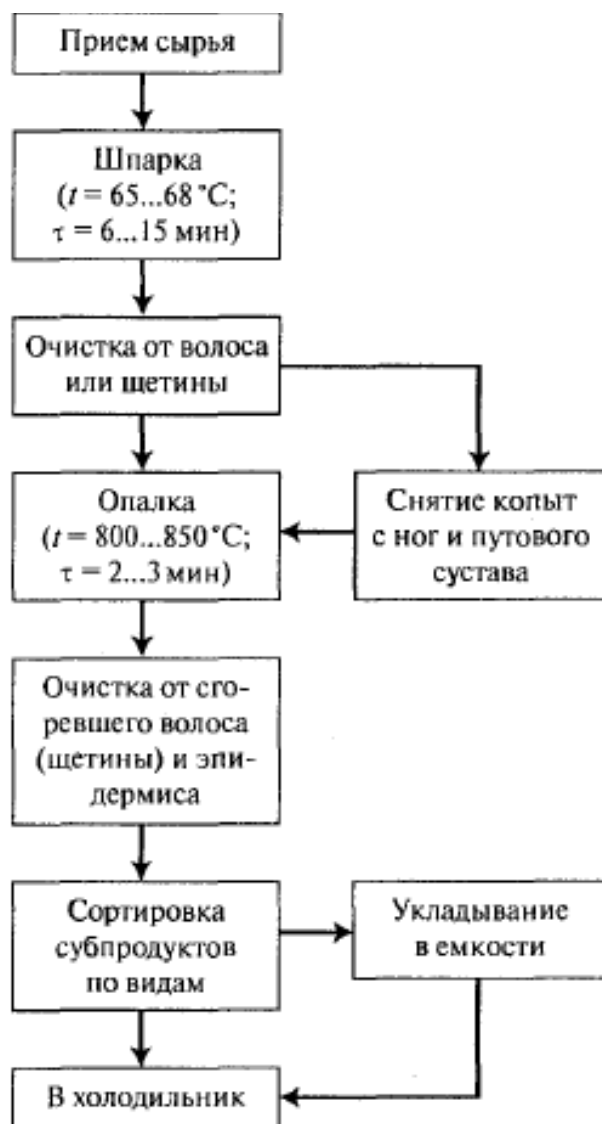 Прием сырья
Шпарка
(t = 65...68 °C;
τ = 6...15 мин)
Очистка от волоса
или щетины
Опалка
(t = 800...850 °C;
τ = 2...3 мин)
Снятие копыт
с ног и путового
сустава
Очистка от сго-
ревшего волоса
(щетины) и эпи-
дермиса
Сортировка
субпродуктов
по видам
Укладывание
в емкости
В холодильник